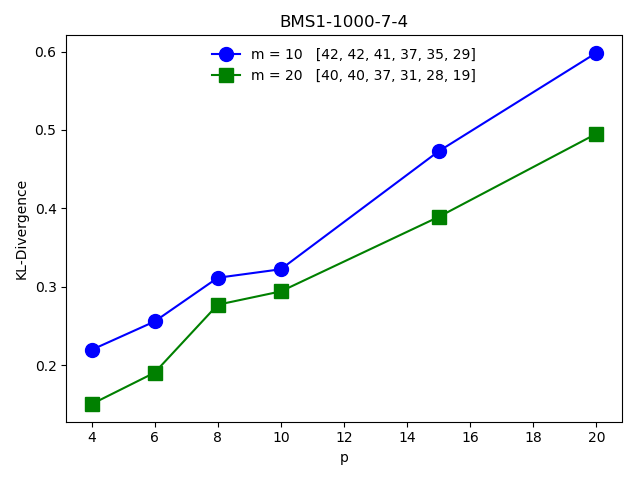 BMS1-1000-7-4
m = 10   [42, 42, 41, 37, 35, 29]
m = 20   [40, 40, 37, 31, 28, 19]
KL-Divergence
0.6
0.5
0.4
0.3
0.2
4 6 8 10 12 14 16 18 20
p